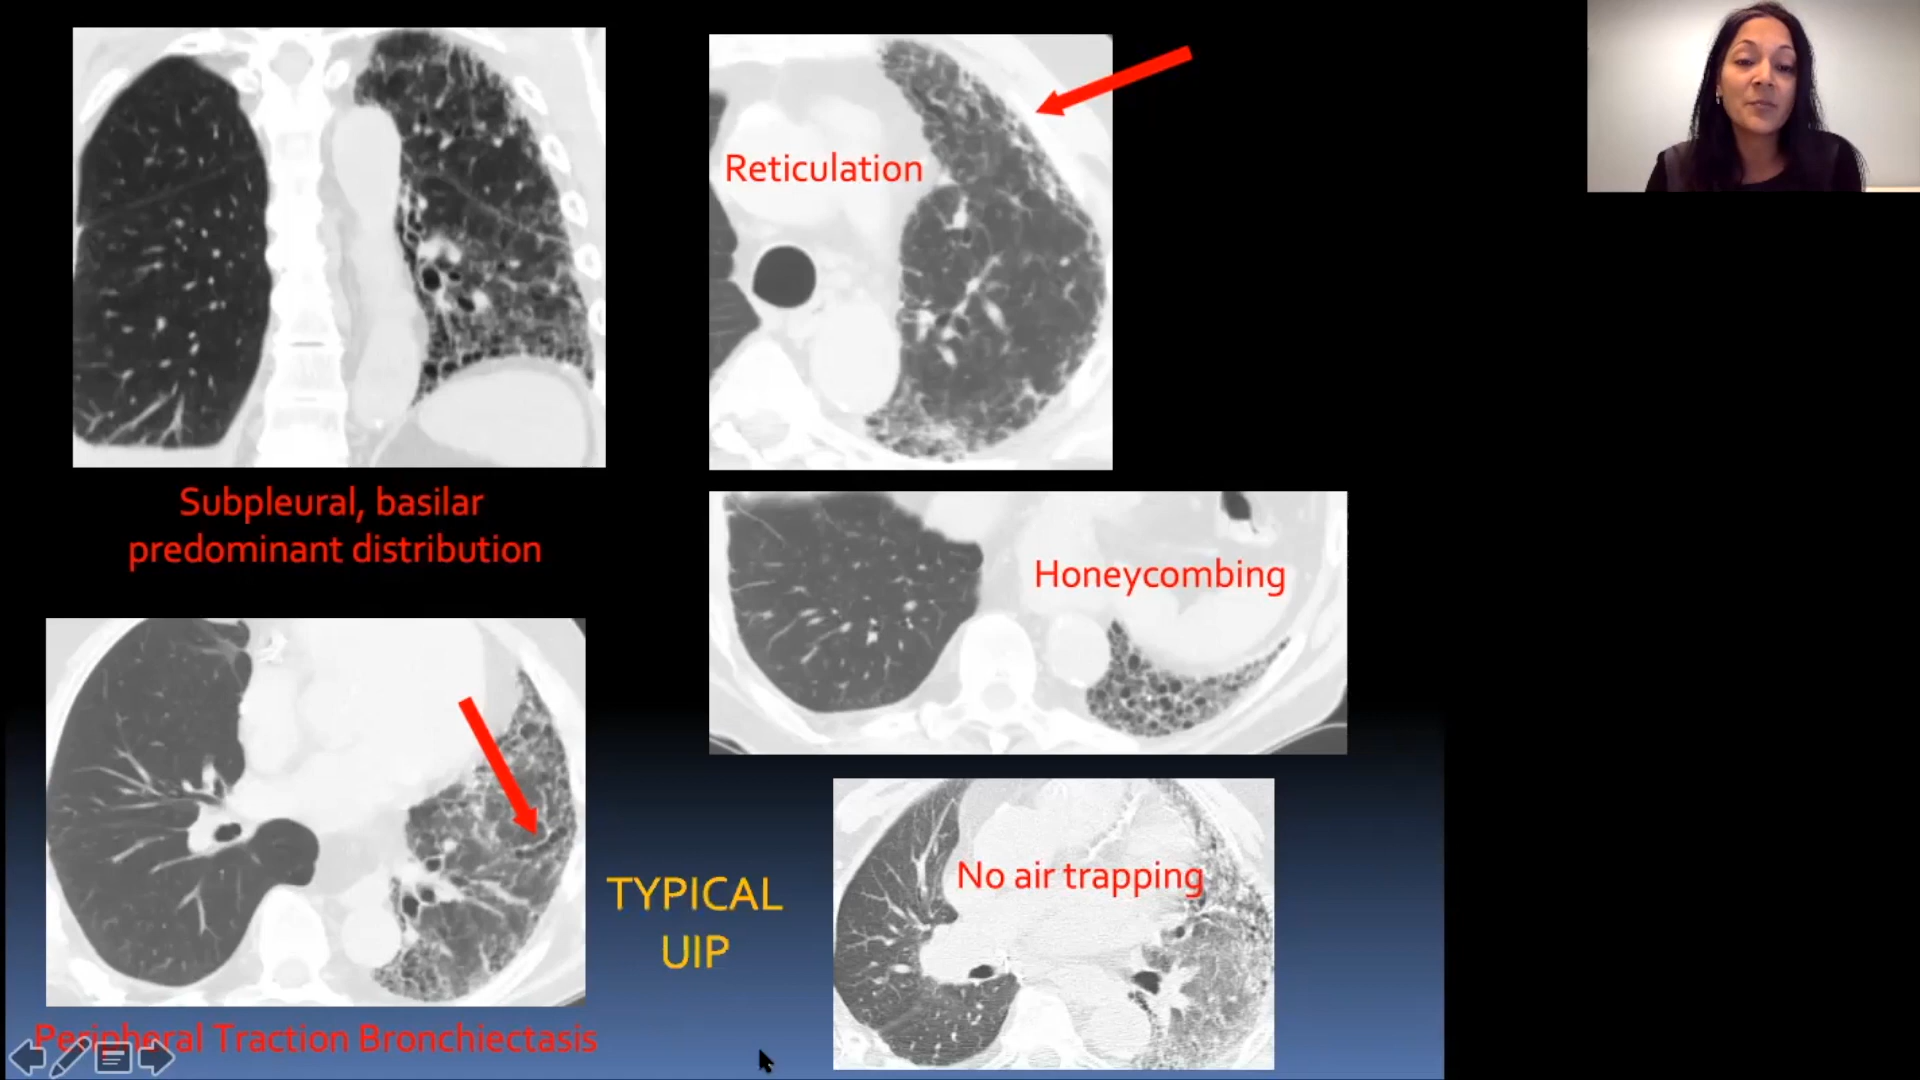 Reticulation
Subpleural, basilar
predominant distribution
Honeycombing
TYPICAL
UIP
No air trapping
Peripheral Traction Bronchiectasis